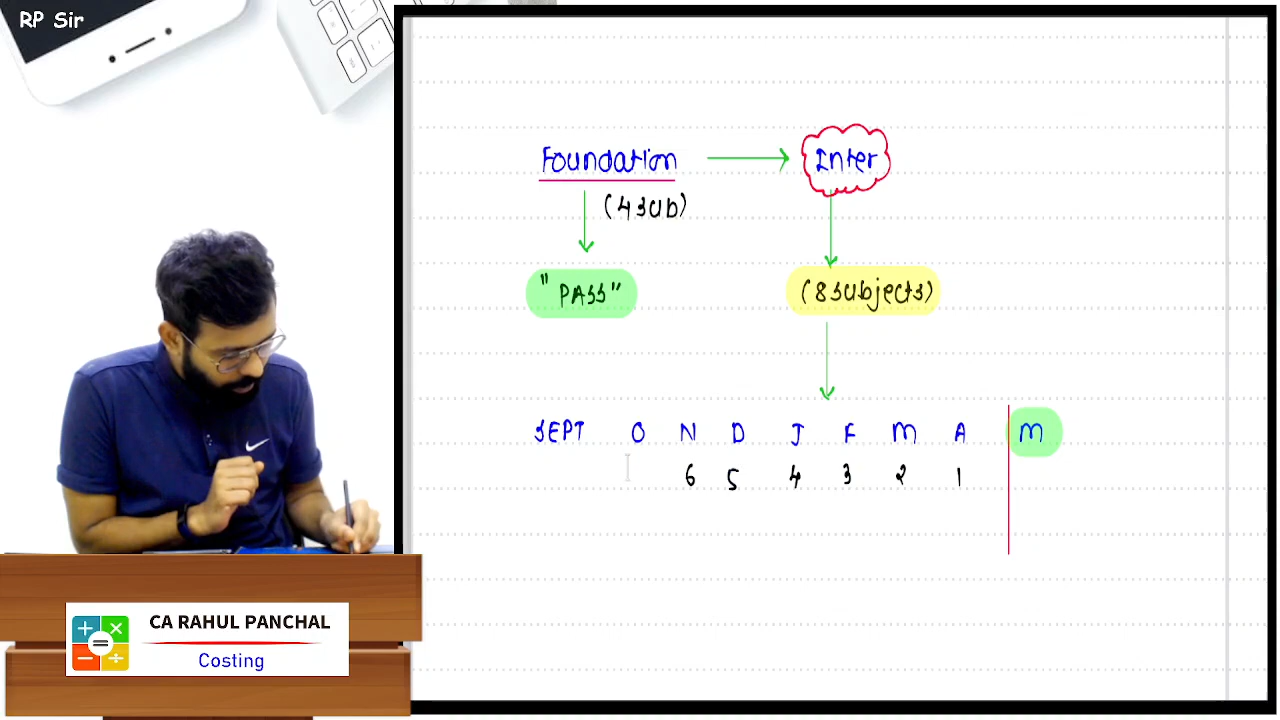 RP Sir
Foundation Inter
(4 SUB)
"PASS" (8 Subjects)
SEPT O N D J F M A M
6 5 4 3 2 1
CA RAHUL PANCHAL
Costing